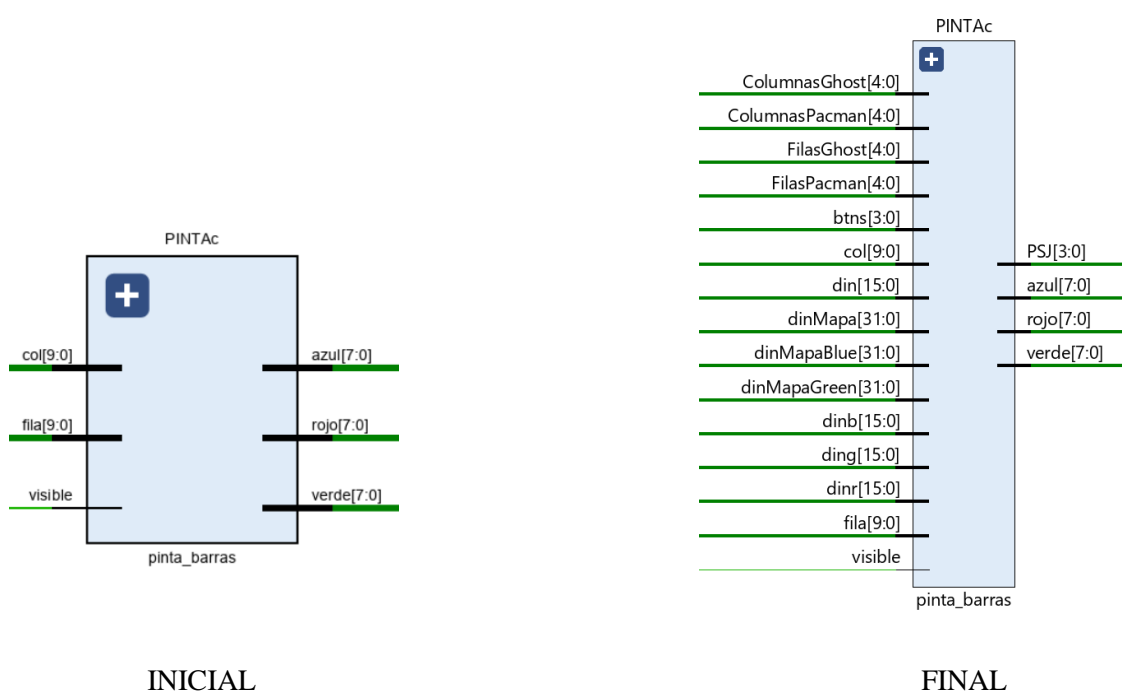 PINTAc
col[9:0]
fila[9:0]
visible
azul[7:0]
rojo[7:0]
verde[7:0]
pinta_barras
INICIAL
PINTAc
ColumnasGhost[4:0]
ColumnasPacman[4:0]
FilasGhost[4:0]
FilasPacman[4:0]
btns[3:0]
col[9:0]
din[15:0]
dinMapa[31:0]
dinMapaBlue[31:0]
dinMapaGreen[31:0]
dinb[15:0]
ding[15:0]
dinr[15:0]
fila[9:0]
visible
PSJ[3:0]
azul[7:0]
rojo[7:0]
verde[7:0]
pinta_barras
FINAL